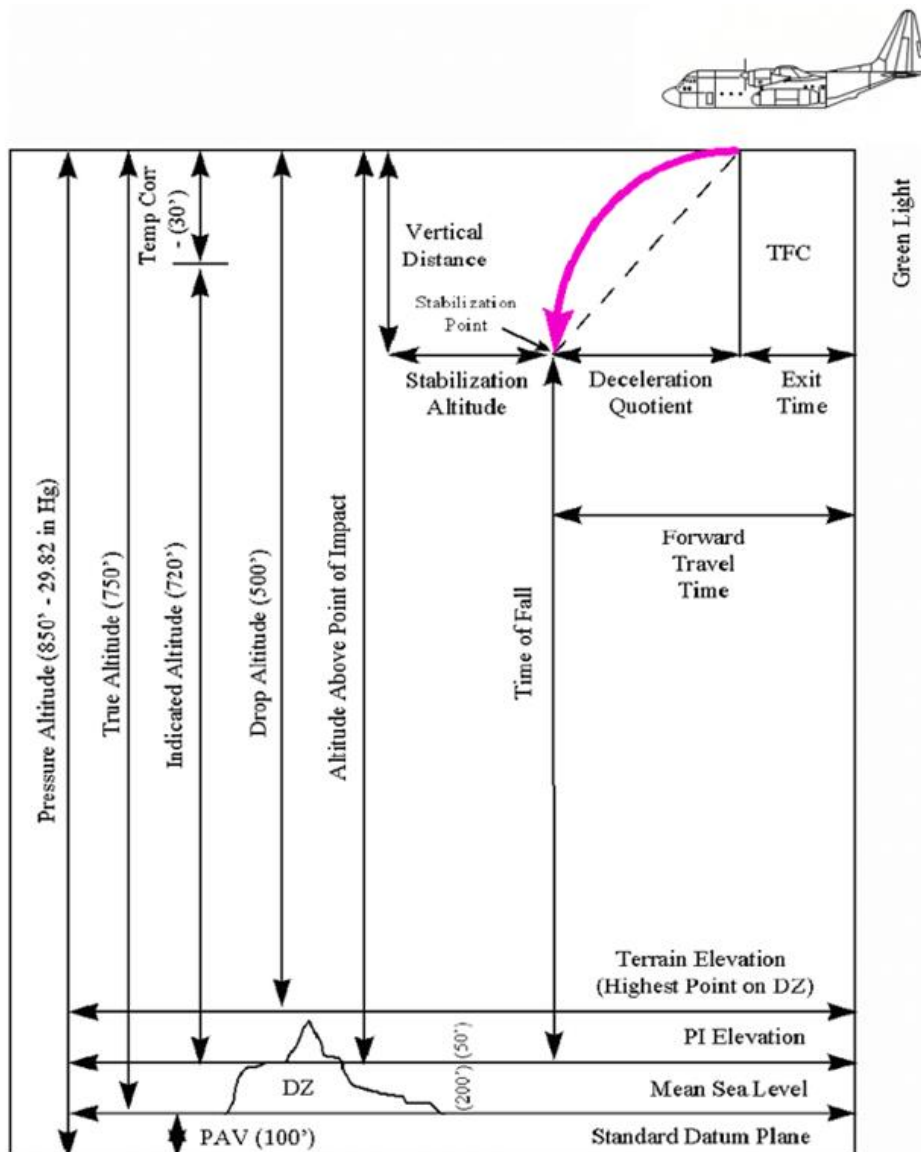 Green Light
Temp Corr
- (30')
Vertical
Distance
TFC
Stabilization
Point
Stabilization
Altitude
Deceleration
Quotient
Exit
Time
Forward
Travel
Time
Pressure Altitude (850' - 29.82 in Hg)
True Altitude (750')
Indicated Altitude (720')
Drop Altitude (500')
Altitude Above Point of Impact
Time of Fall
Terrain Elevation
(Highest Point on DZ)
PI Elevation
(200') (50')
DZ
Mean Sea Level
PAV (100')
Standard Datum Plane